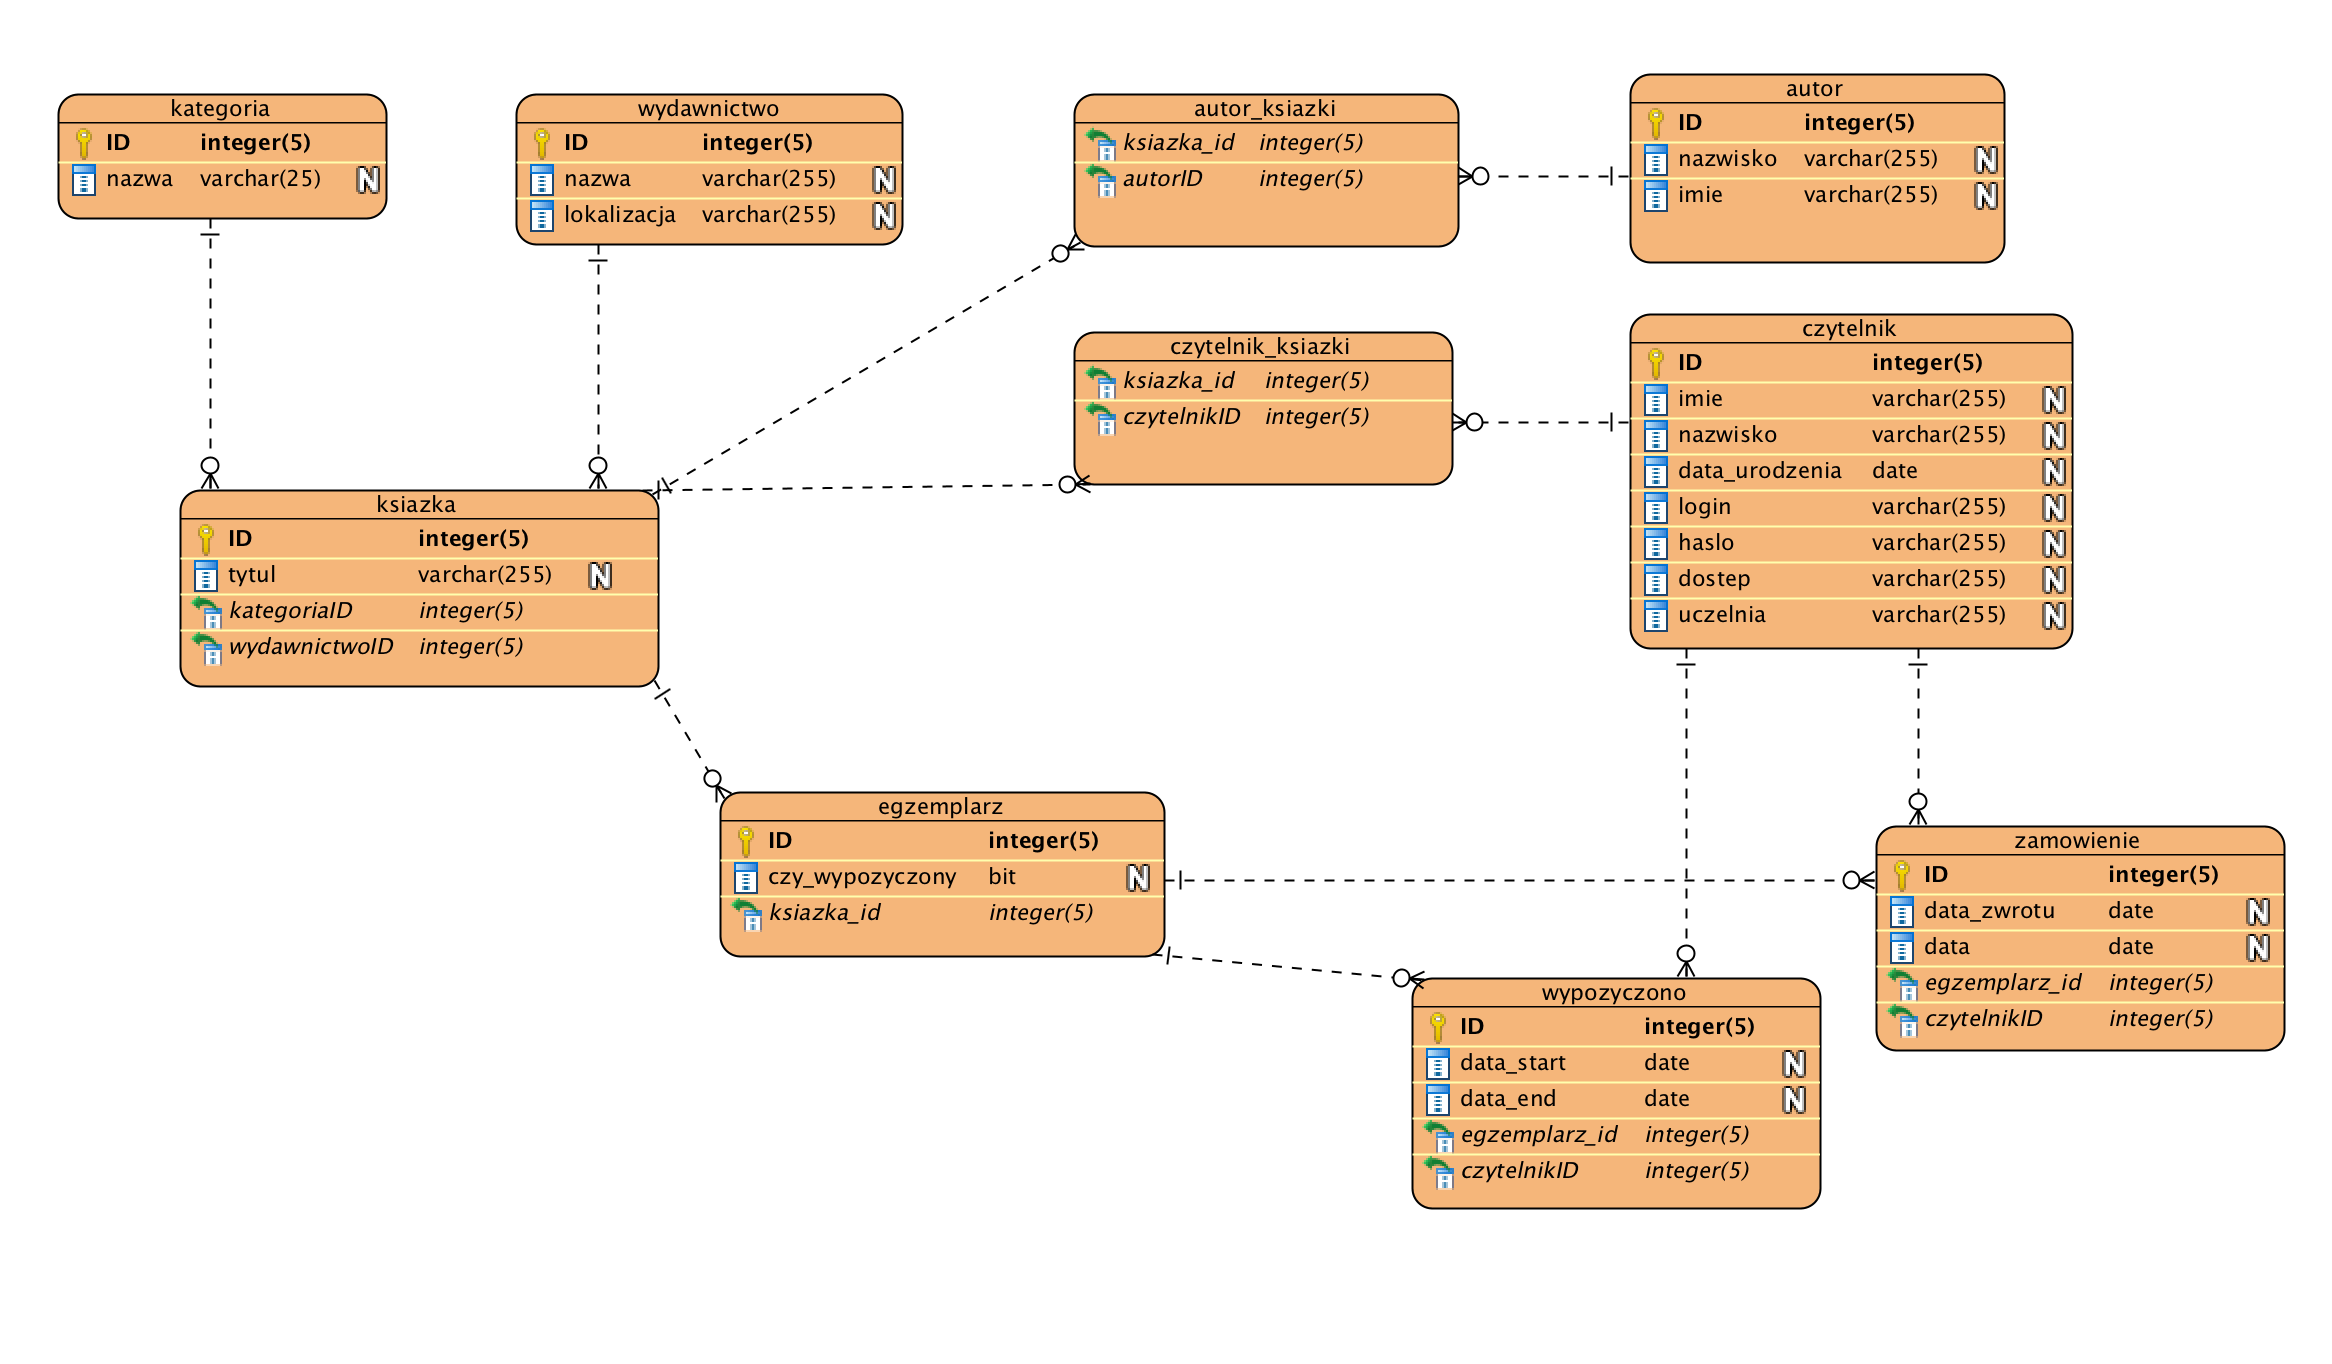 kategoria
ID integer(5)
nazwa varchar(25) N
wydawnictwo
ID integer(5)
nazwa varchar(255) N
lokalizacja varchar(255) N
autor_ksiazki
ksiazka_id integer(5)
autorID integer(5)
autor
ID integer(5)
nazwisko varchar(255) N
imie varchar(255) N
czytelnik_ksiazki
ksiazka_id integer(5)
czytelnikID integer(5)
czytelnik
ID integer(5)
imie varchar(255) N
nazwisko varchar(255) N
data_urodzenia date N
login varchar(255) N
haslo varchar(255) N
dostep varchar(255) N
uczelnia varchar(255) N
ksiazka
ID integer(5)
tytul varchar(255) N
kategoriaID integer(5)
wydawnictwoID integer(5)
egzemplarz
ID integer(5)
czy_wypozyczony bit N
ksiazka_id integer(5)
zamowienie
ID integer(5)
data_zwrotu date N
data date N
egzemplarz_id integer(5)
czytelnikID integer(5)
wypozyczono
ID integer(5)
data_start date N
data_end date N
egzemplarz_id integer(5)
czytelnikID integer(5)